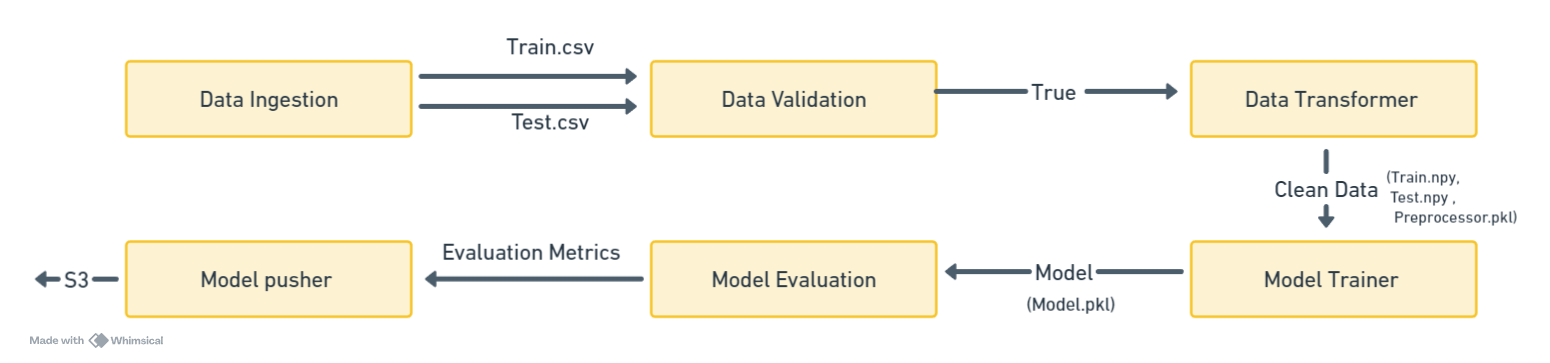 Train.csv
Data Ingestion
Test.csv
Data Validation
True
Data Transformer
Clean Data
(Train.npy,
Test.npy ,
Preprocessor.pkl)
Model Trainer
Model
(Model.pkl)
Model Evaluation
Evaluation Metrics
Model pusher
S3
Made with Whimsical